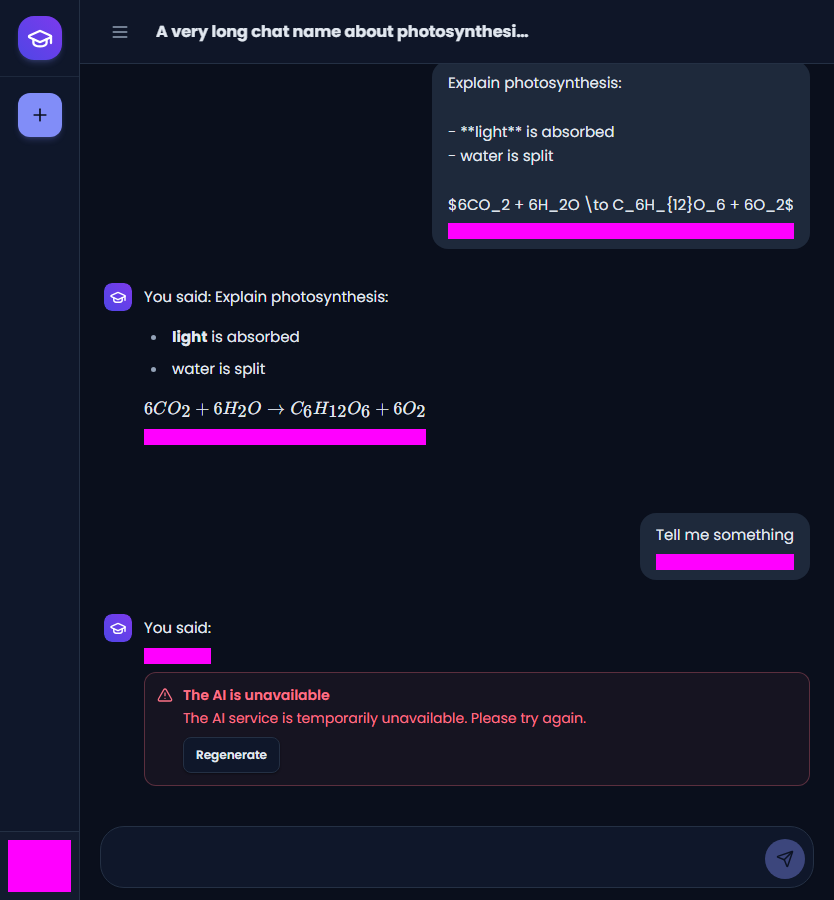 A very long chat name about photosynthesi...
Explain photosynthesis:
- **light** is absorbed
- water is split
$6CO_2 + 6H_2O \to C_6H_{12}O_6 + 6O_2$
You said: Explain photosynthesis:
• light is absorbed
• water is split
6CO₂ + 6H₂O → C₆H₁₂O₆ + 6O₂
Tell me something
You said:
The AI is unavailable
The AI service is temporarily unavailable. Please try again.
Regenerate